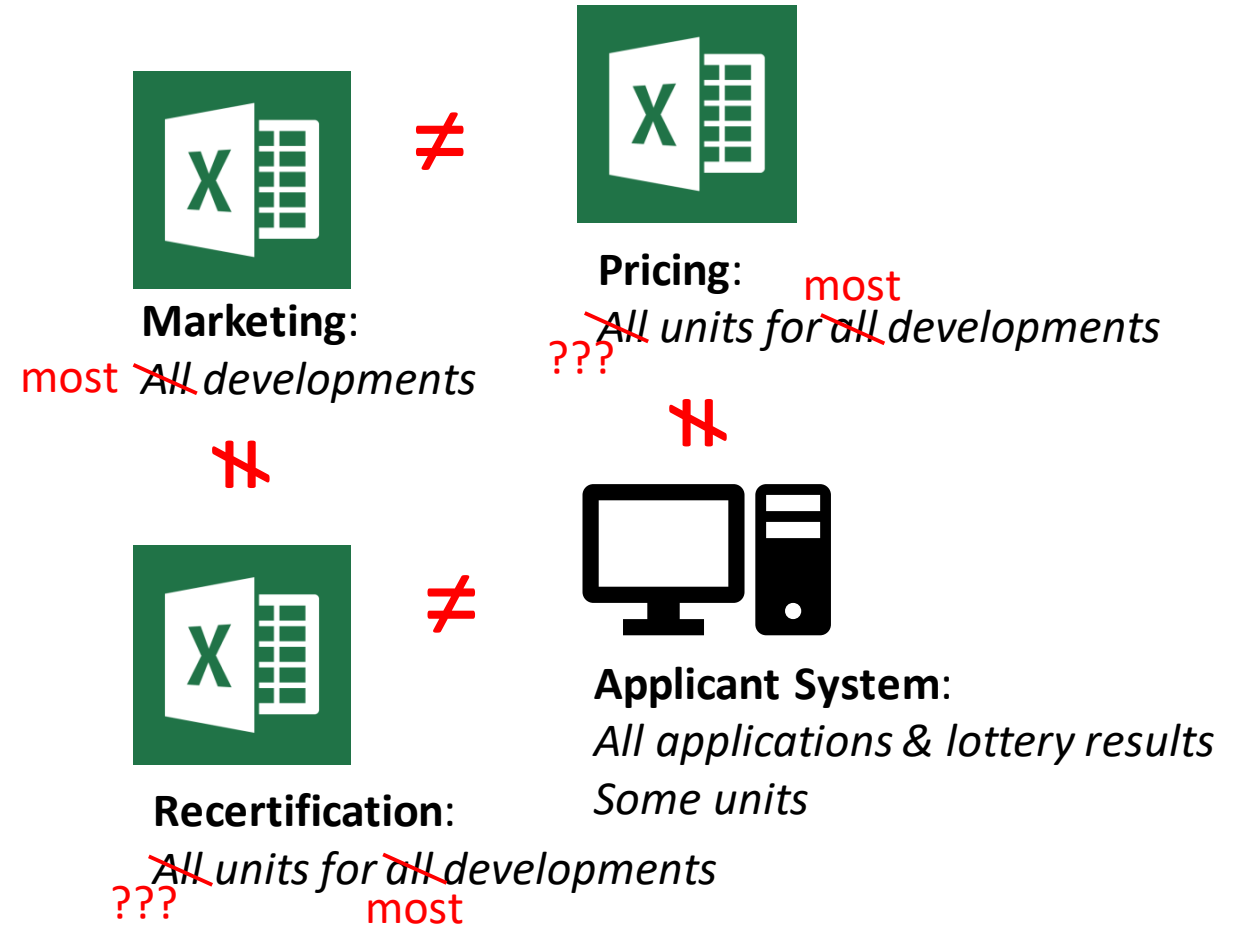 X
≠
X
Marketing:
most All developments
Pricing:
most
All units for all developments
???
≠
≠
X
≠
Applicant System:
All applications & lottery results
Some units
Recertification:
All units for all developments
??? most